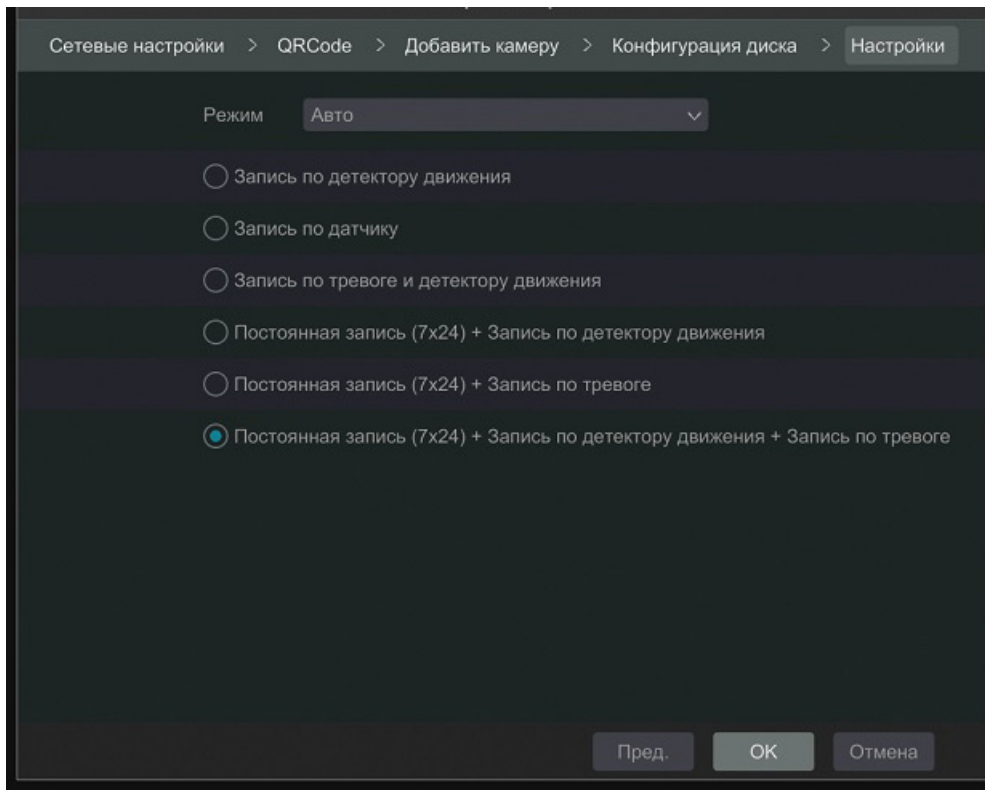 Сетевые настройки > QRCode > Добавить камеру > Конфигурация диска > Настройки
Режим Авто
Запись по детектору движения
Запись по датчику
Запись по тревоге и детектору движения
Постоянная запись (7x24) + Запись по детектору движения
Постоянная запись (7x24) + Запись по тревоге
Постоянная запись (7x24) + Запись по детектору движения + Запись по тревоге
Пред. OK Отмена